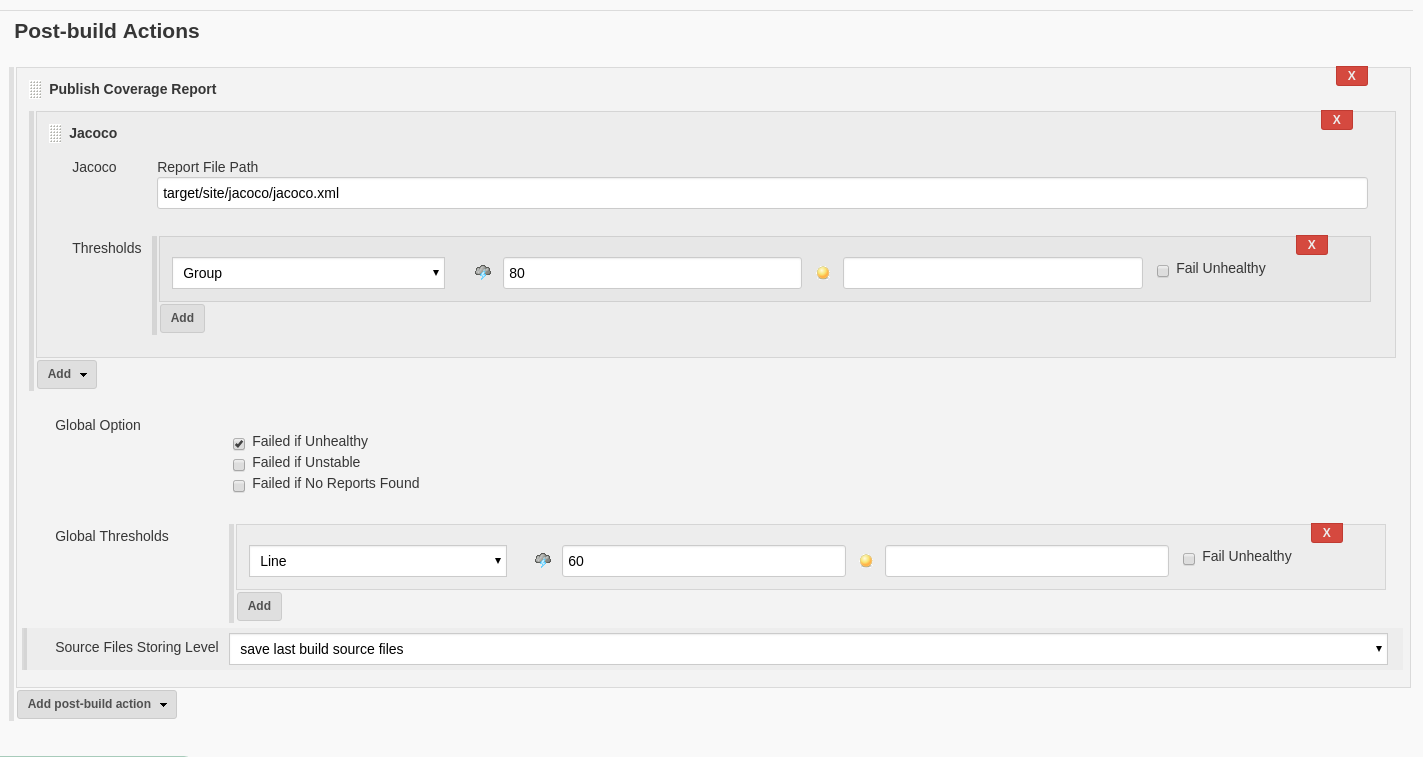 Post-build Actions
X
Publish Coverage Report
X
Jacoco
Jacoco Report File Path
target/site/jacoco/jacoco.xml
Thresholds
X
Group 80 Fail Unhealthy
Add
Add
Global Option
Failed if Unhealthy
Failed if Unstable
Failed if No Reports Found
Global Thresholds
X
Line 60 Fail Unhealthy
Add
Source Files Storing Level save last build source files
Add post-build action